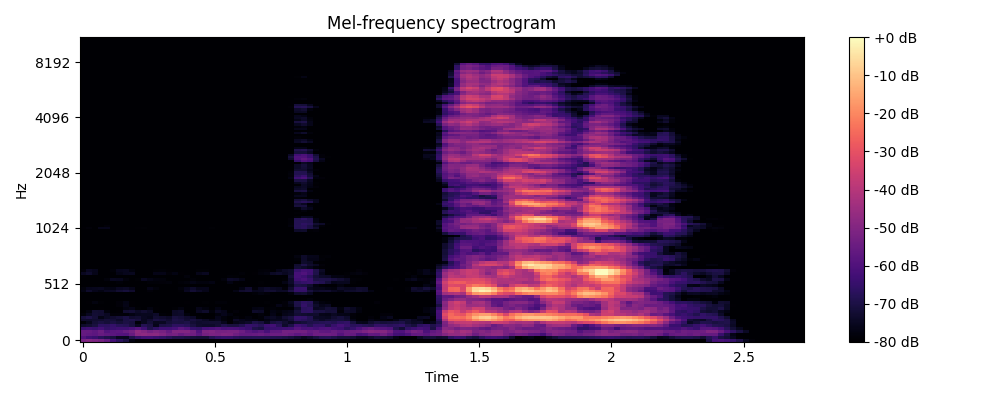 Mel-frequency spectrogram
Hz
8192
4096
2048
1024
512
0
0
0.5
1
1.5
2
2.5
Time
+0 dB
-10 dB
-20 dB
-30 dB
-40 dB
-50 dB
-60 dB
-70 dB
-80 dB